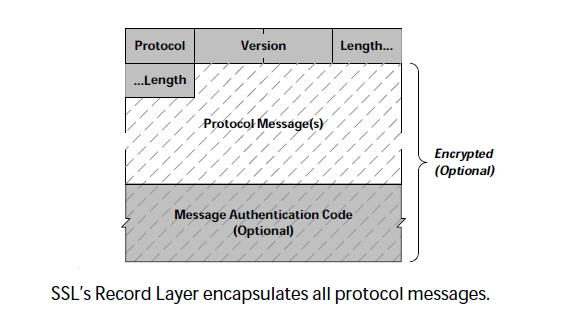 Protocol Version Length...
...Length
Protocol Message(s)
Encrypted
(Optional)
Message Authentication Code
(Optional)
SSL's Record Layer encapsulates all protocol messages.